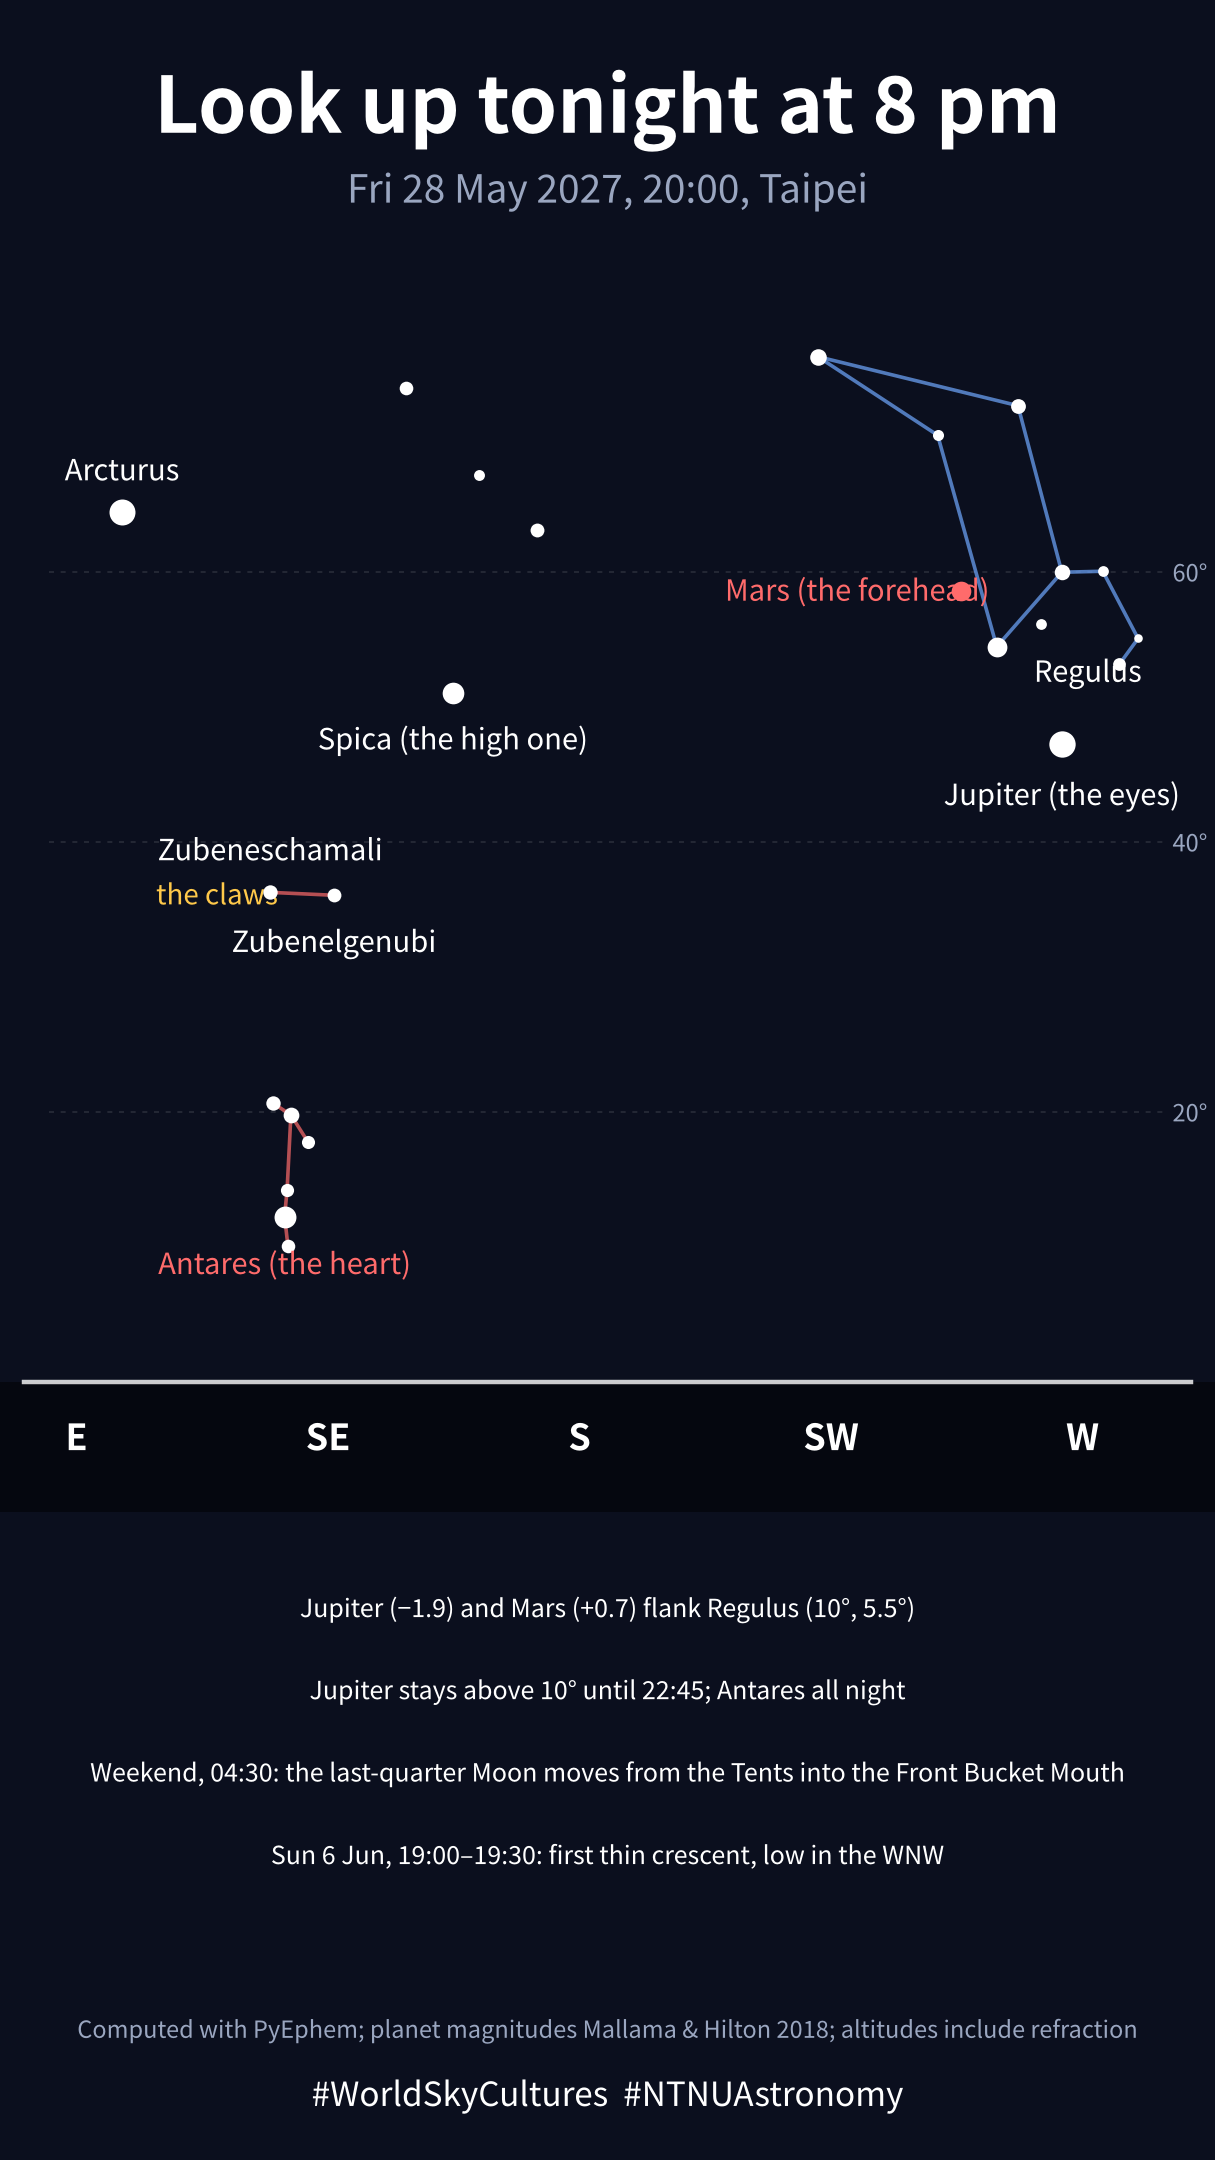 Look up tonight at 8 pm
Fri 28 May 2027, 20:00, Taipei
Arcturus
60°
Mars (the forehead)
Regulus
Spica (the high one)
Jupiter (the eyes)
40°
Zubeneschamali
the claws
Zubenelgenubi
20°
Antares (the heart)
E SE S SW W
Jupiter (−1.9) and Mars (+0.7) flank Regulus (10°, 5.5°)
Jupiter stays above 10° until 22:45; Antares all night
Weekend, 04:30: the last-quarter Moon moves from the Tents into the Front Bucket Mouth
Sun 6 Jun, 19:00–19:30: first thin crescent, low in the WNW
Computed with PyEphem; planet magnitudes Mallama & Hilton 2018; altitudes include refraction
#WorldSkyCultures #NTNUAstronomy